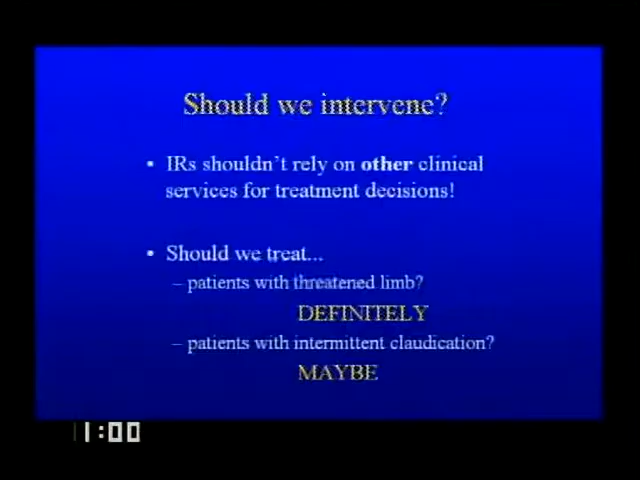 Should we intervene?
• IRs shouldn't rely on other clinical
services for treatment decisions!
• Should we treat...
– patients with threatened limb?
DEFINITELY
– patients with intermittent claudication?
MAYBE
1:00